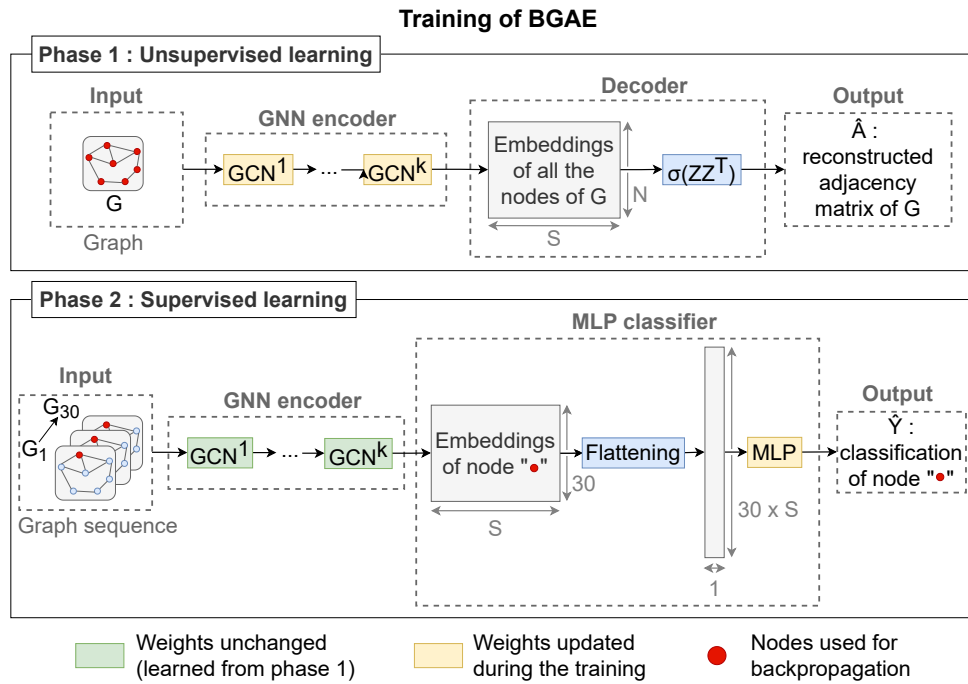 Training of BGAE
Phase 1 : Unsupervised learning
Input
G
Graph
GNN encoder
GCN¹
...
GCNᵏ
Decoder
Embeddings
of all the
nodes of G
N
S
σ(ZZᵀ)
Output
Â :
reconstructed
adjacency
matrix of G
Phase 2 : Supervised learning
Input
G₃₀
G₁
Graph sequence
GNN encoder
GCN¹
...
GCNᵏ
MLP classifier
Embeddings
of node "●"
30
S
Flattening
30 x S
1
MLP
Output
Ŷ :
classification
of node "●"
Weights unchanged
(learned from phase 1)
Weights updated
during the training
Nodes used for
backpropagation